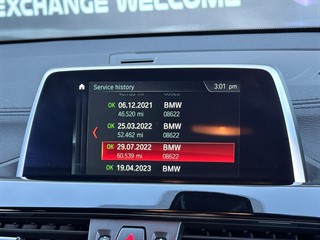 EXCHANGE WELCOME
Service history 3:01 pm
OK 06.12.2021 BMW
46.520 mi 08622
OK 25.03.2022 BMW
52.462 mi 08622
OK 29.07.2022 BMW
60.539 mi 08622
OK 19.04.2023 BMW